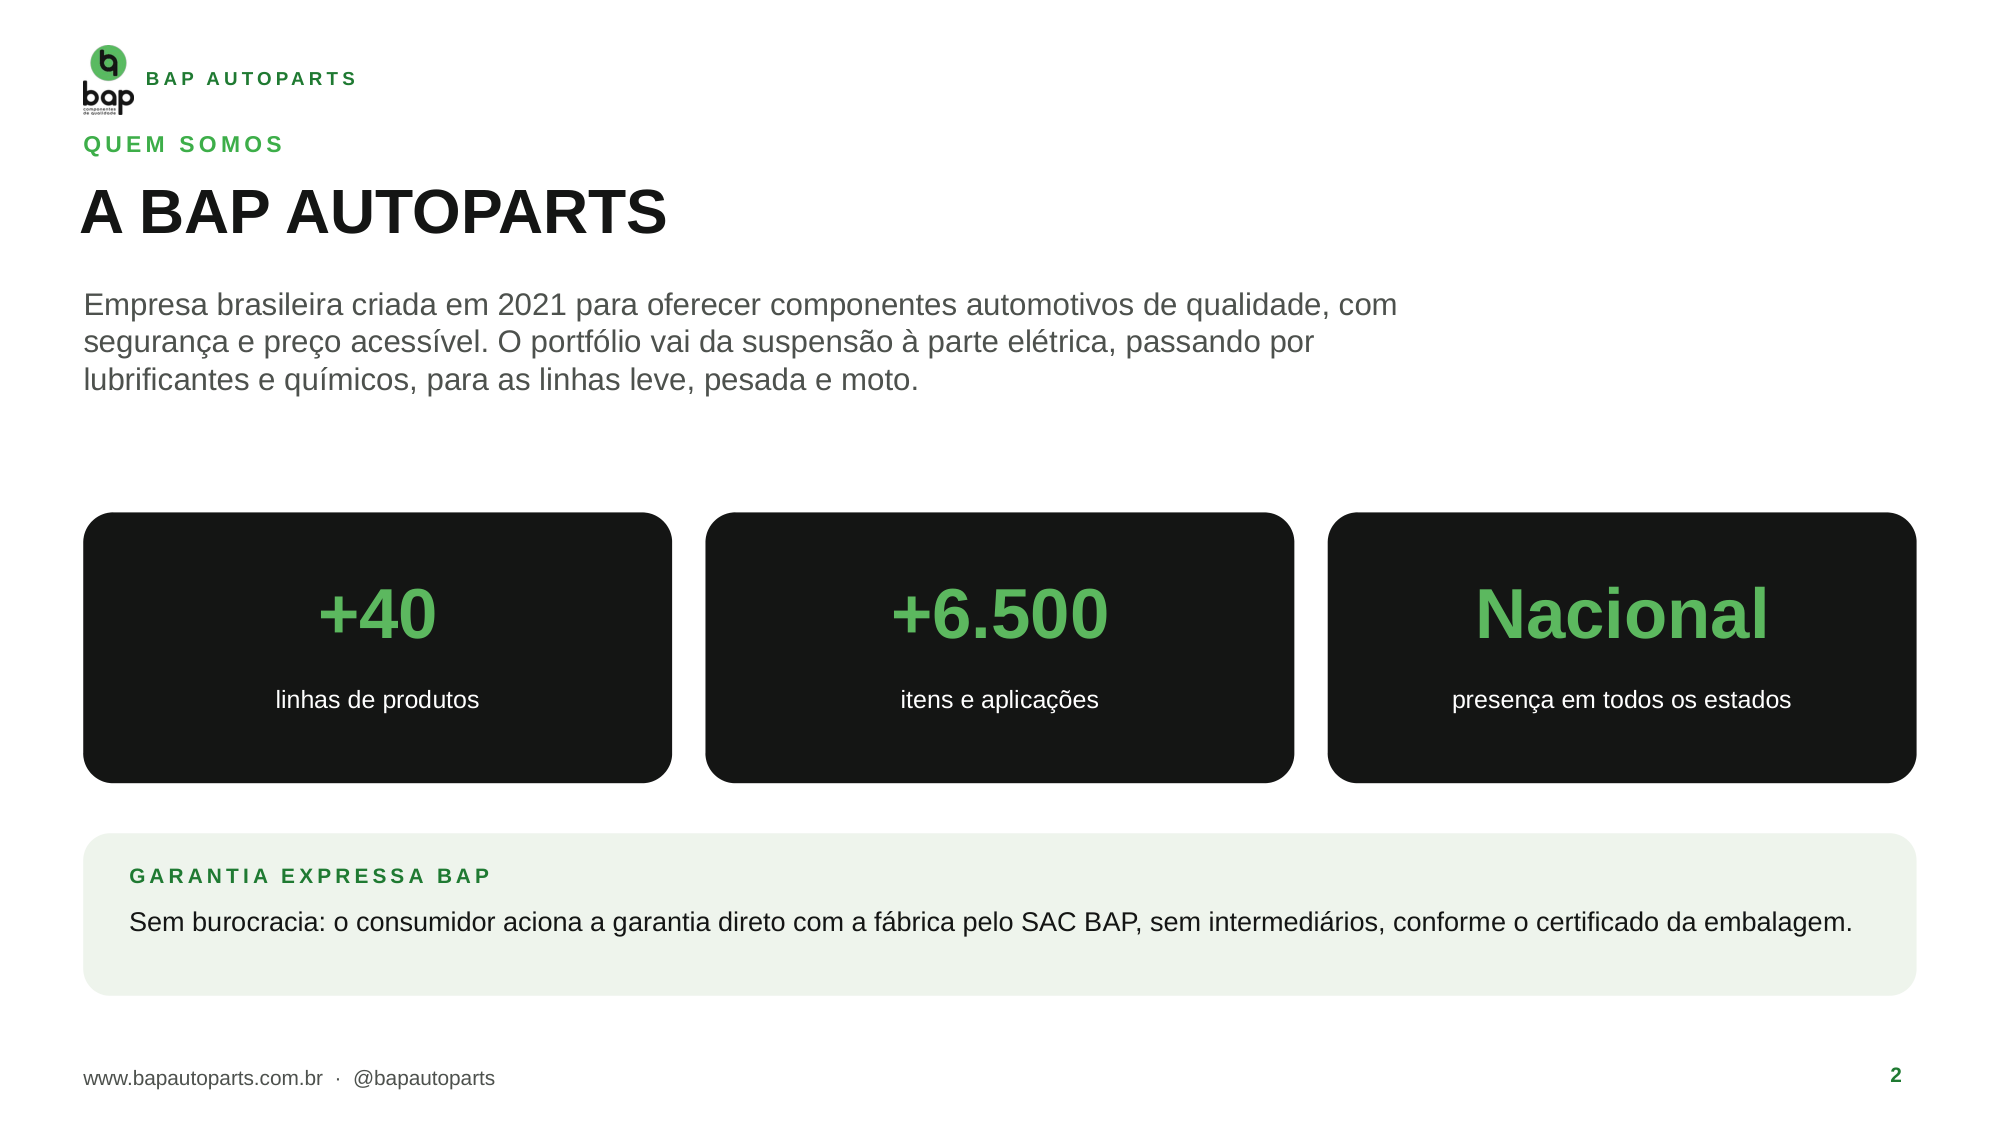 bap
componentes
de qualidade
BAP AUTOPARTS
QUEM SOMOS
A BAP AUTOPARTS
Empresa brasileira criada em 2021 para oferecer componentes automotivos de qualidade, com
segurança e preço acessível. O portfólio vai da suspensão à parte elétrica, passando por
lubrificantes e químicos, para as linhas leve, pesada e moto.
+40
linhas de produtos
+6.500
itens e aplicações
Nacional
presença em todos os estados
GARANTIA EXPRESSA BAP
Sem burocracia: o consumidor aciona a garantia direto com a fábrica pelo SAC BAP, sem intermediários, conforme o certificado da embalagem.
www.bapautoparts.com.br · @bapautoparts
2